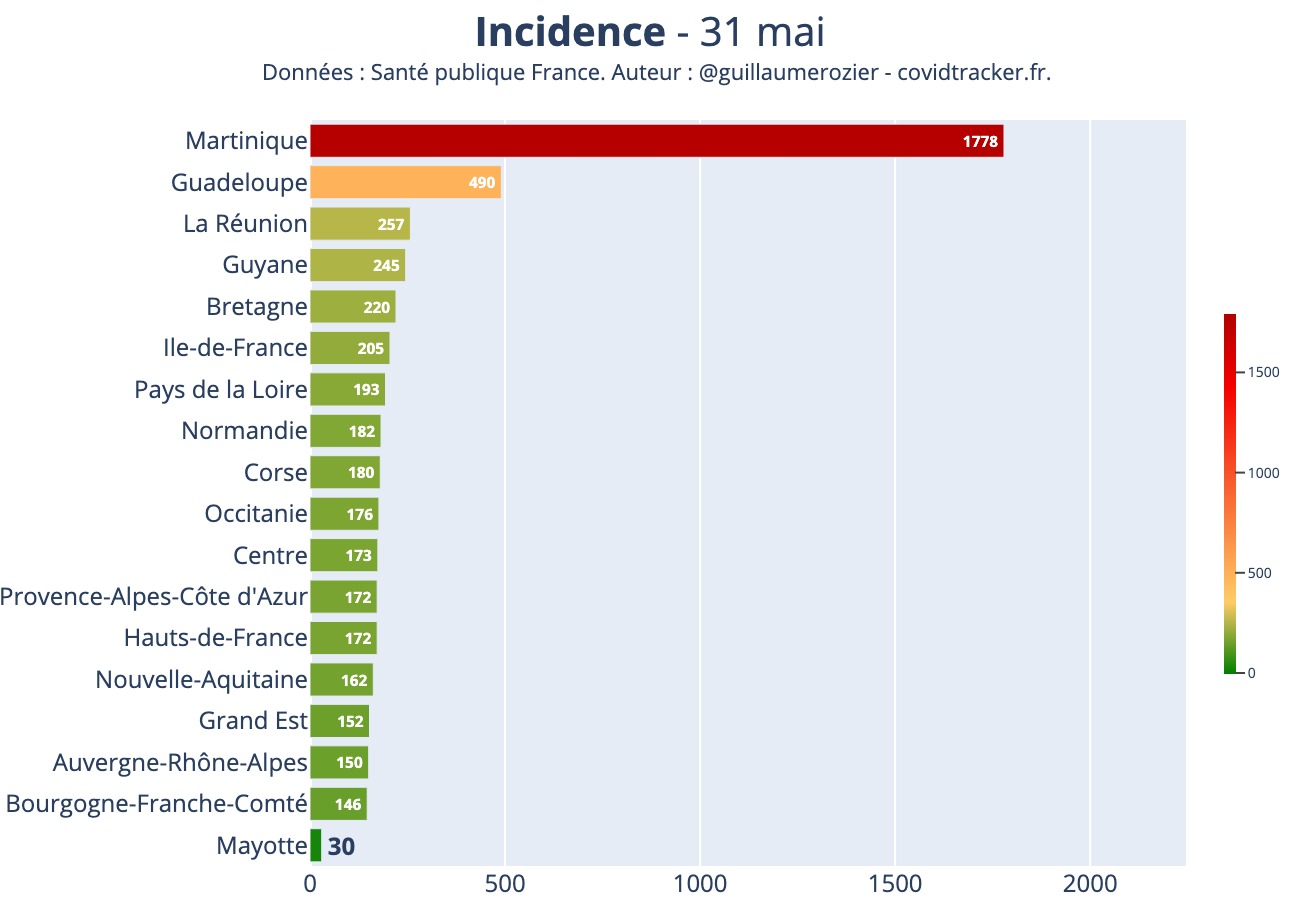 Incidence - 31 mai
Données : Santé publique France. Auteur : @guillaumerozier - covidtracker.fr.
Martinique 1778
Guadeloupe 490
La Réunion 257
Guyane 245
Bretagne 220
Ile-de-France 205
Pays de la Loire 193
Normandie 182
Corse 180
Occitanie 176
Centre 173
Provence-Alpes-Côte d'Azur 172
Hauts-de-France 172
Nouvelle-Aquitaine 162
Grand Est 152
Auvergne-Rhône-Alpes 150
Bourgogne-Franche-Comté 146
Mayotte 30
0 500 1000 1500 2000
1500
1000
500
0